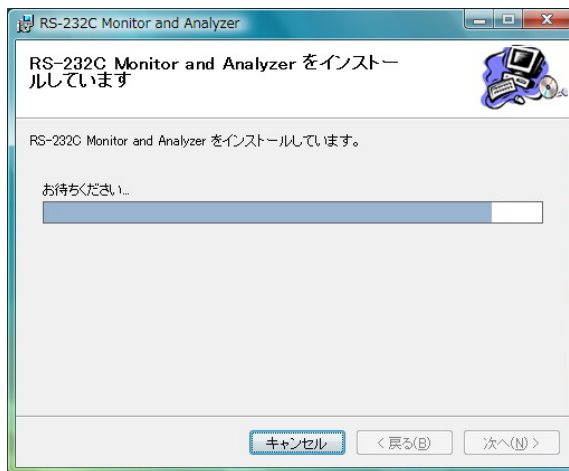 RS-232C Monitor and Analyzer
RS-232C Monitor and Analyzer をインストー
ルしています
RS-232C Monitor and Analyzer をインストールしています。
お待ちください...
キャンセル
< 戻る(B)
次へ(N) >